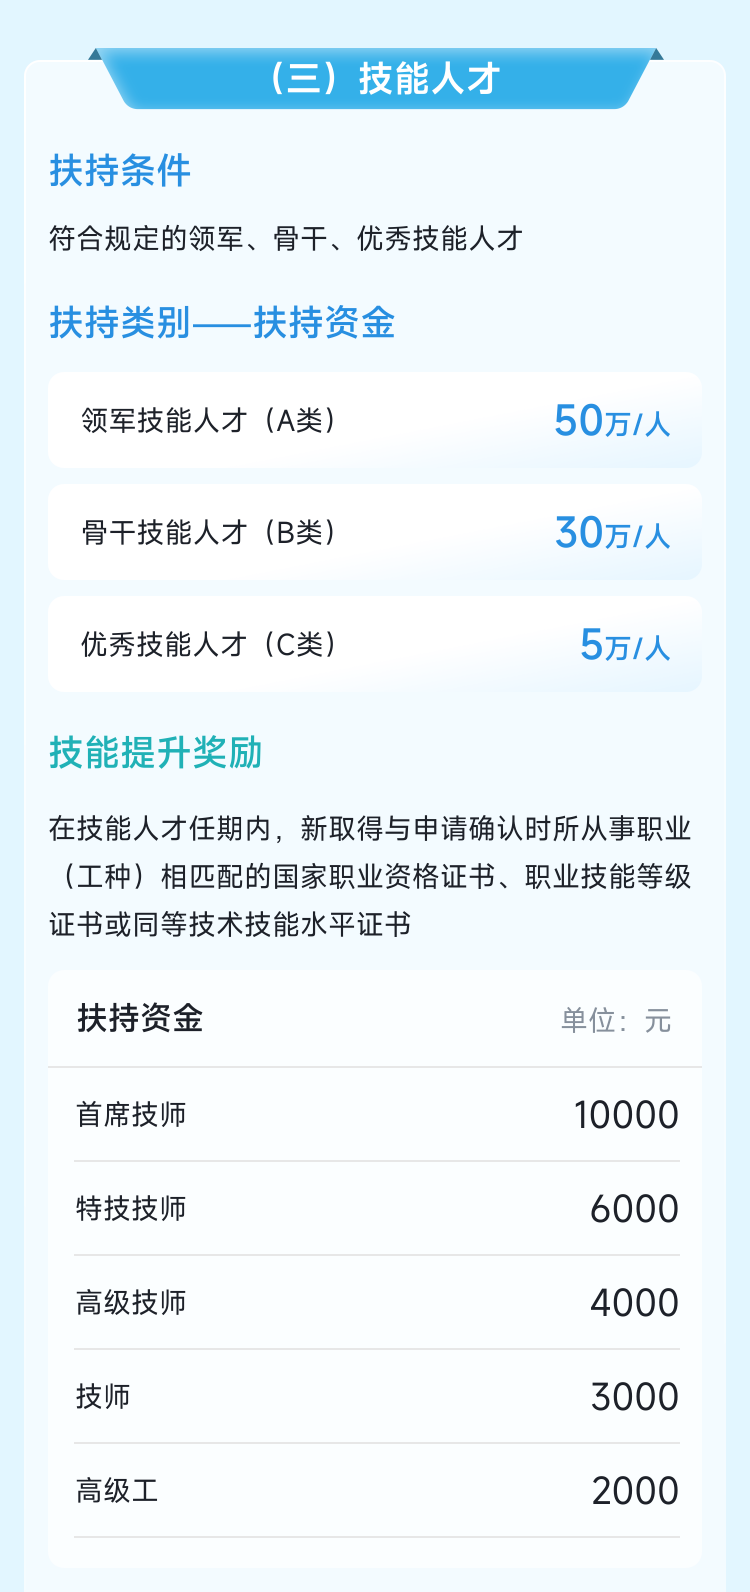 （三）技能人才
扶持条件
符合规定的领军、骨干、优秀技能人才
扶持类别——扶持资金
领军技能人才（A类） 50万/人
骨干技能人才（B类） 30万/人
优秀技能人才（C类） 5万/人
技能提升奖励
在技能人才任期内，新取得与申请确认时所从事职业
（工种）相匹配的国家职业资格证书、职业技能等级
证书或同等技术技能水平证书
扶持资金 单位：元
首席技师 10000
特技技师 6000
高级技师 4000
技师 3000
高级工 2000